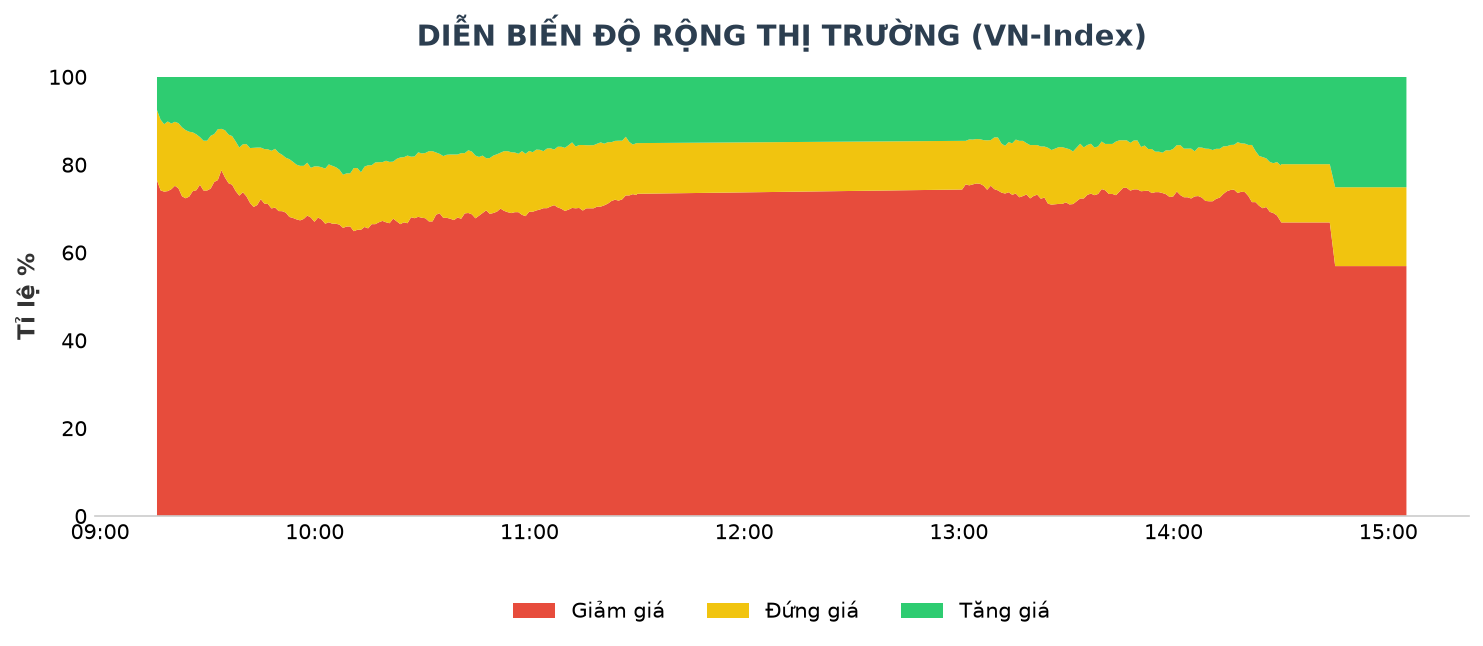 DIỄN BIẾN ĐỘ RỘNG THỊ TRƯỜNG (VN-Index)
Tỉ lệ %
100
80
60
40
20
0
09:00 10:00 11:00 12:00 13:00 14:00 15:00
Giảm giá Đứng giá Tăng giá